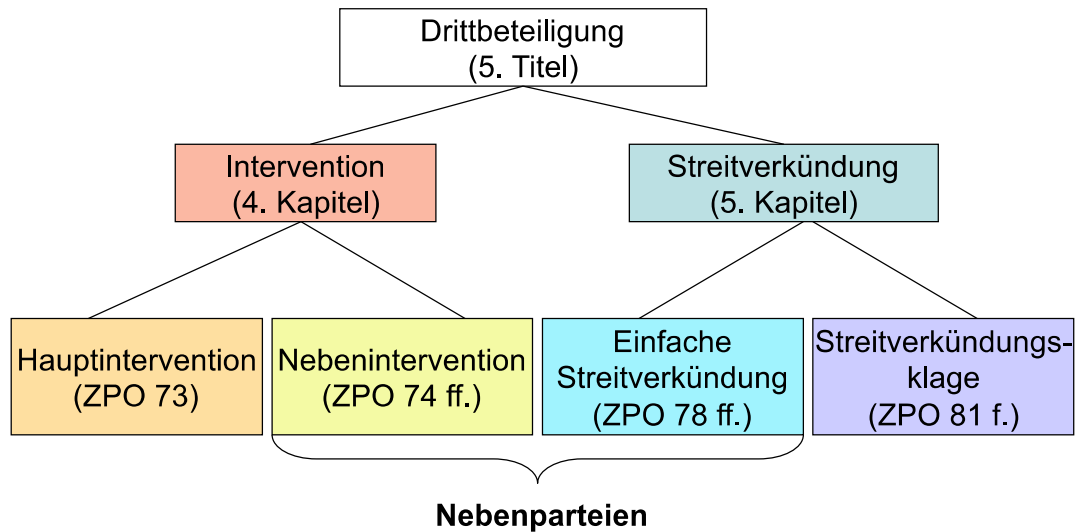 Drittbeteiligung
(5. Titel)
Intervention
(4. Kapitel)
Streitverkündung
(5. Kapitel)
Hauptintervention
(ZPO 73)
Nebenintervention
(ZPO 74 ff.)
Einfache
Streitverkündung
(ZPO 78 ff.)
Streitverkündungs-
klage
(ZPO 81 f.)
Nebenparteien